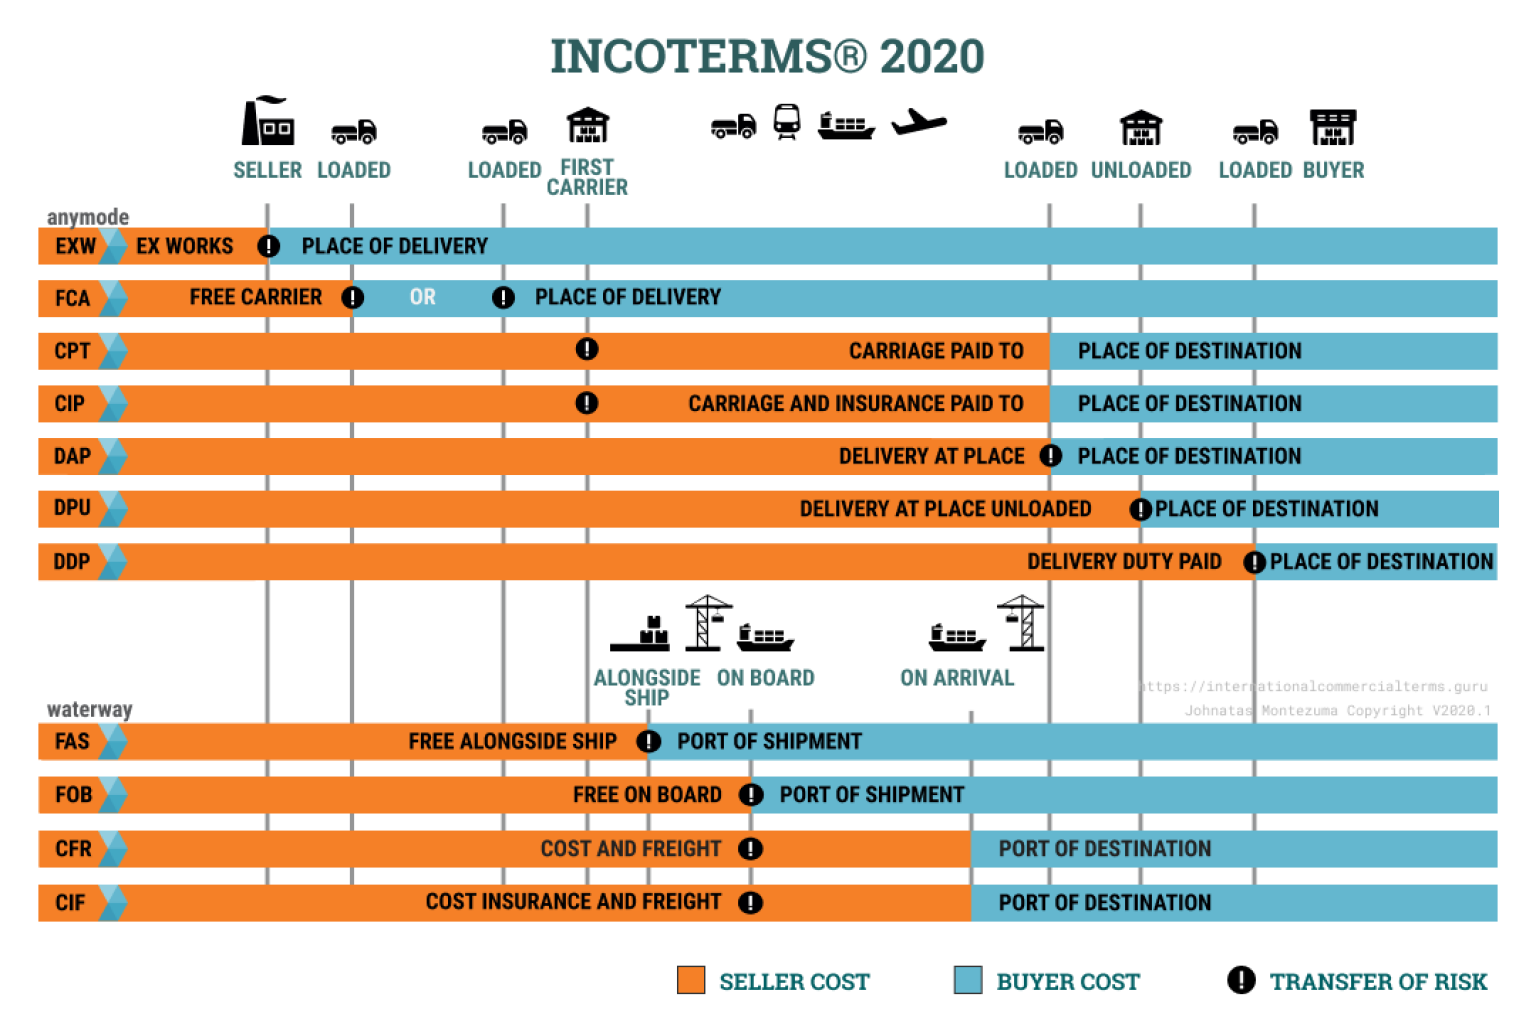 INCOTERMS® 2020
SELLER LOADED LOADED FIRST CARRIER LOADED UNLOADED LOADED BUYER
anymode
EXW EX WORKS ! PLACE OF DELIVERY
FCA FREE CARRIER ! OR ! PLACE OF DELIVERY
CPT ! CARRIAGE PAID TO PLACE OF DESTINATION
CIP ! CARRIAGE AND INSURANCE PAID TO PLACE OF DESTINATION
DAP DELIVERY AT PLACE ! PLACE OF DESTINATION
DPU DELIVERY AT PLACE UNLOADED ! PLACE OF DESTINATION
DDP DELIVERY DUTY PAID ! PLACE OF DESTINATION
ALONGSIDE SHIP ON BOARD ON ARRIVAL
https://internationalcommercialterms.guru
Johnatas Montezuma Copyright V2020.1
waterway
FAS FREE ALONGSIDE SHIP ! PORT OF SHIPMENT
FOB FREE ON BOARD ! PORT OF SHIPMENT
CFR COST AND FREIGHT ! PORT OF DESTINATION
CIF COST INSURANCE AND FREIGHT ! PORT OF DESTINATION
SELLER COST BUYER COST ! TRANSFER OF RISK